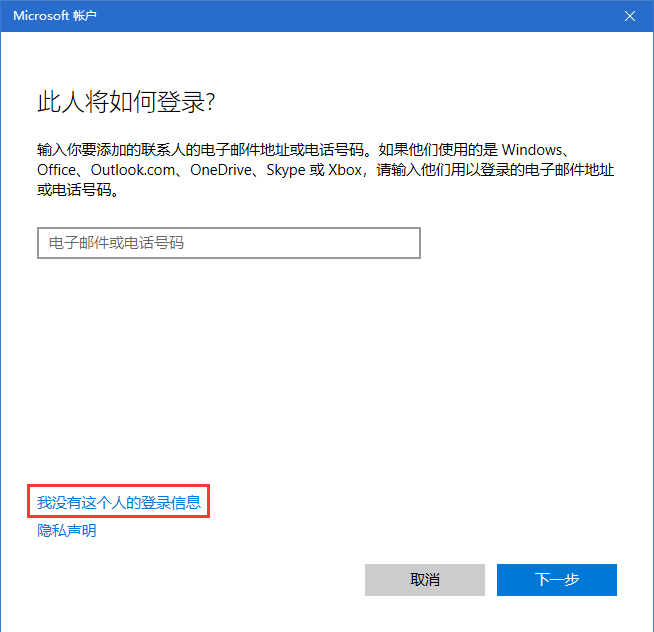 Microsoft 帐户
此人将如何登录?
输入你要添加的联系人的电子邮件地址或电话号码。如果他们使用的是 Windows、
Office、Outlook.com、OneDrive、Skype 或 Xbox，请输入他们用以登录的电子邮件地址
或电话号码。
电子邮件或电话号码
我没有这个人的登录信息
隐私声明
取消
下一步